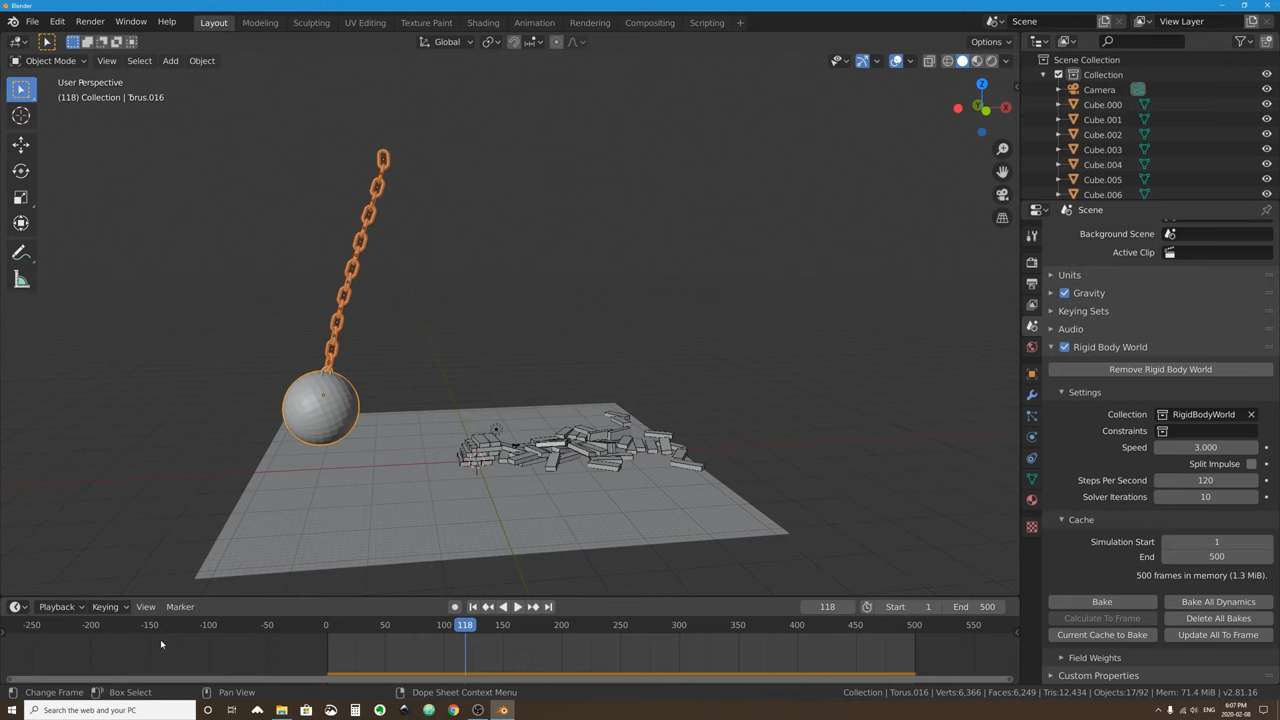 Blender
File Edit Render Window Help
Layout Modeling Sculpting UV Editing Texture Paint Shading Animation Rendering Compositing Scripting +
Scene
View Layer
Global
Options
Object Mode View Select Add Object
User Perspective
(118) Collection | Torus.016
Z
X
Y
Scene Collection
Collection
Camera
Cube.000
Cube.001
Cube.002
Cube.003
Cube.004
Cube.005
Cube.006
Scene
Background Scene
Active Clip
Units
Gravity
Keying Sets
Audio
Rigid Body World
Remove Rigid Body World
Settings
Collection RigidBodyWorld
Constraints
Speed 3.000
Split Impulse
Steps Per Second 120
Solver Iterations 10
Cache
Simulation Start 1
End 500
500 frames in memory (1.3 MiB).
Bake Bake All Dynamics
Calculate To Frame Delete All Bakes
Current Cache to Bake Update All To Frame
Field Weights
Custom Properties
Playback Keying View Marker
118 Start 1 End 500
-250 -200 -150 -100 -50 0 50 100 118 150 200 250 300 350 400 450 500 550
Change Frame Box Select Pan View Dope Sheet Context Menu
Collection | Torus.016 | Verts:6,366 | Faces:6,249 | Tris:12,434 | Objects:17/92 | Mem: 71.4 MiB | v2.81.16
Search the web and your PC
ENG
6:07 PM
2020-02-08